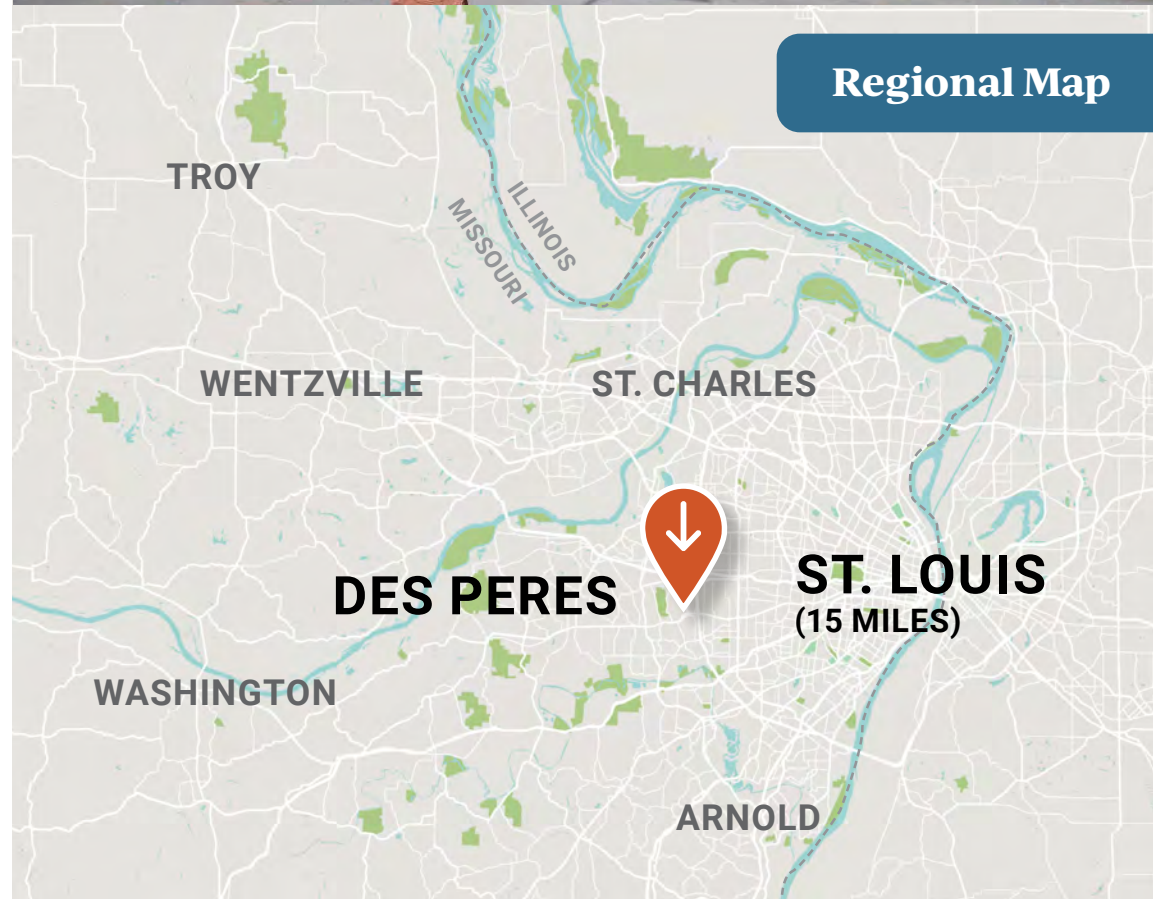 Regional Map
TROY
ILLINOIS
MISSOURI
WENTZVILLE
ST. CHARLES
DES PERES
ST. LOUIS
(15 MILES)
WASHINGTON
ARNOLD